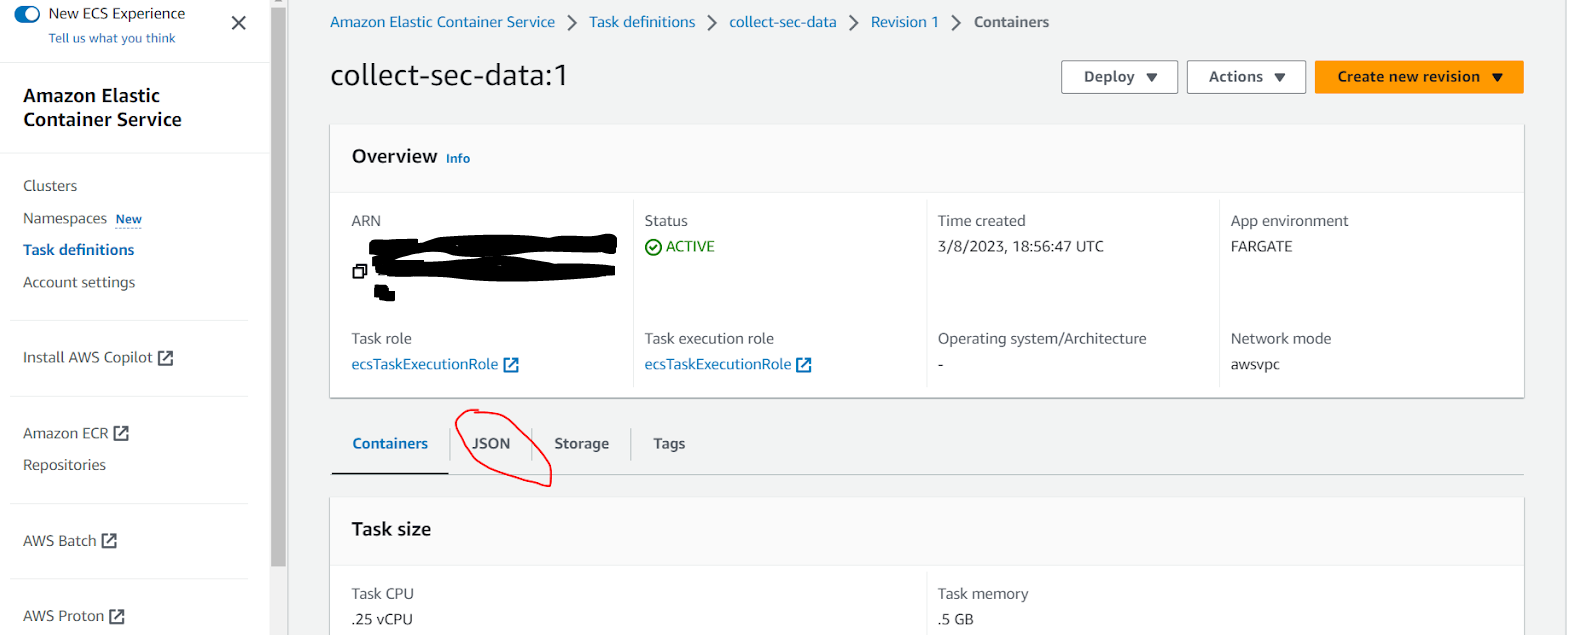 New ECS Experience
Tell us what you think
Amazon Elastic
Container Service
Clusters
Namespaces New
Task definitions
Account settings
Install AWS Copilot
Amazon ECR
Repositories
AWS Batch
AWS Proton
Amazon Elastic Container Service > Task definitions > collect-sec-data > Revision 1 > Containers
collect-sec-data:1
Deploy ▼ Actions ▼ Create new revision ▼
Overview Info
ARN
Status
ACTIVE
Time created
3/8/2023, 18:56:47 UTC
App environment
FARGATE
Task role
ecsTaskExecutionRole
Task execution role
ecsTaskExecutionRole
Operating system/Architecture
-
Network mode
awsvpc
Containers JSON Storage Tags
Task size
Task CPU
.25 vCPU
Task memory
.5 GB